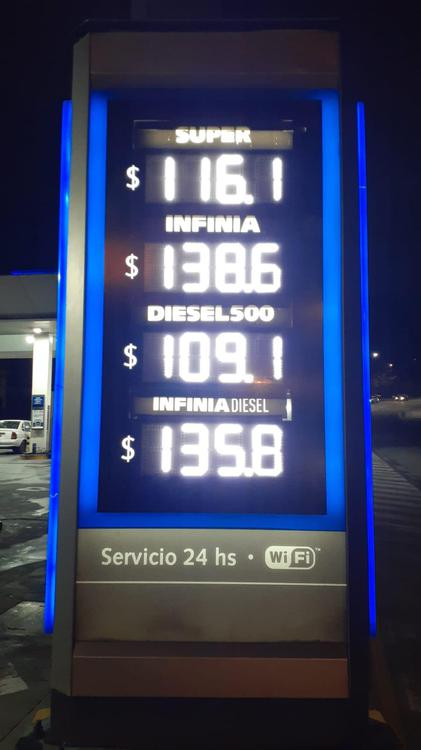 SUPER
$ 116.1
INFINIA
$ 138.6
DIESEL500
$ 109.1
INFINIA DIESEL
$ 135.8
Servicio 24 hs • WiFi